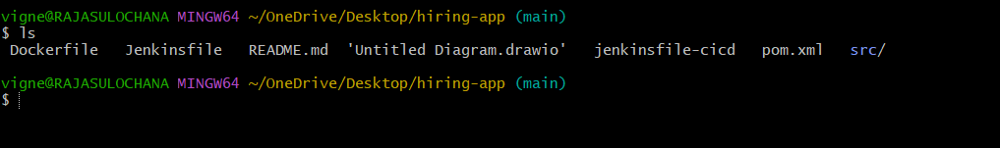 vigne@RAJASULOCHANA MINGW64 ~/OneDrive/Desktop/hiring-app (main)
$ ls
Dockerfile Jenkinsfile README.md 'Untitled Diagram.drawio' jenkinsfile-cicd pom.xml src/
vigne@RAJASULOCHANA MINGW64 ~/OneDrive/Desktop/hiring-app (main)
$